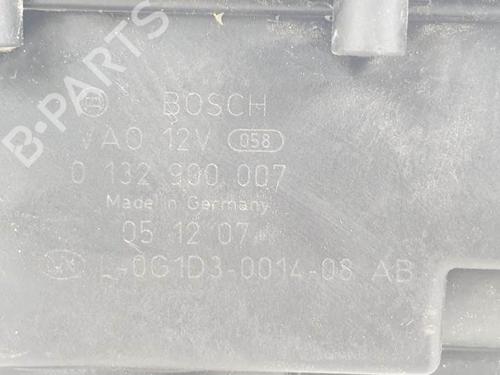 B-PARTS
BOSCH
VAO 12V 058
0 132 900 007
Made in Germany
05 12 07
L-0G1D3-0014-08 AB